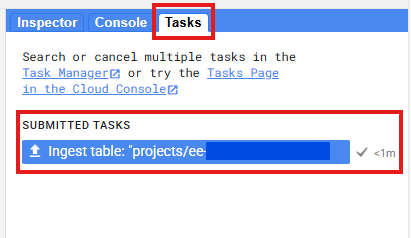 Inspector Console Tasks
Search or cancel multiple tasks in the
Task Manager or try the Tasks Page
in the Cloud Console
SUBMITTED TASKS
Ingest table: "projects/ee- <1m